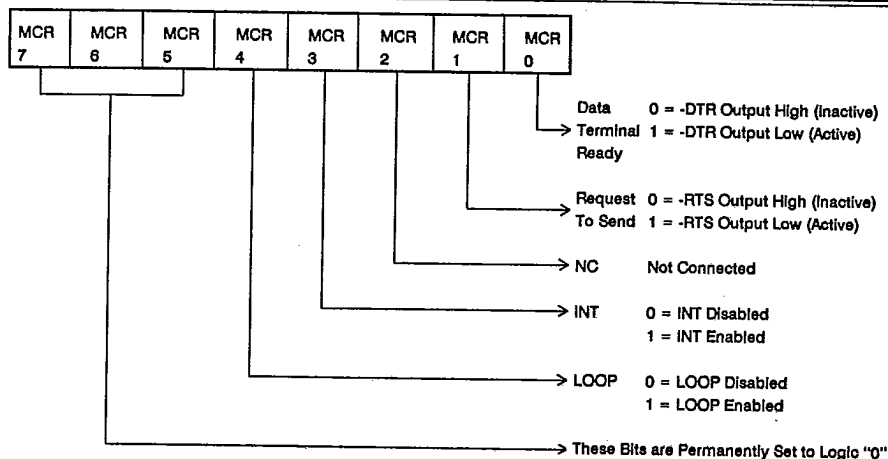 MCR MCR MCR MCR MCR MCR MCR MCR
7 6 5 4 3 2 1 0
Data 0 = -DTR Output High (Inactive)
Terminal 1 = -DTR Output Low (Active)
Ready
Request 0 = -RTS Output High (Inactive)
To Send 1 = -RTS Output Low (Active)
NC Not Connected
INT 0 = INT Disabled
1 = INT Enabled
LOOP 0 = LOOP Disabled
1 = LOOP Enabled
These Bits are Permanently Set to Logic "0"